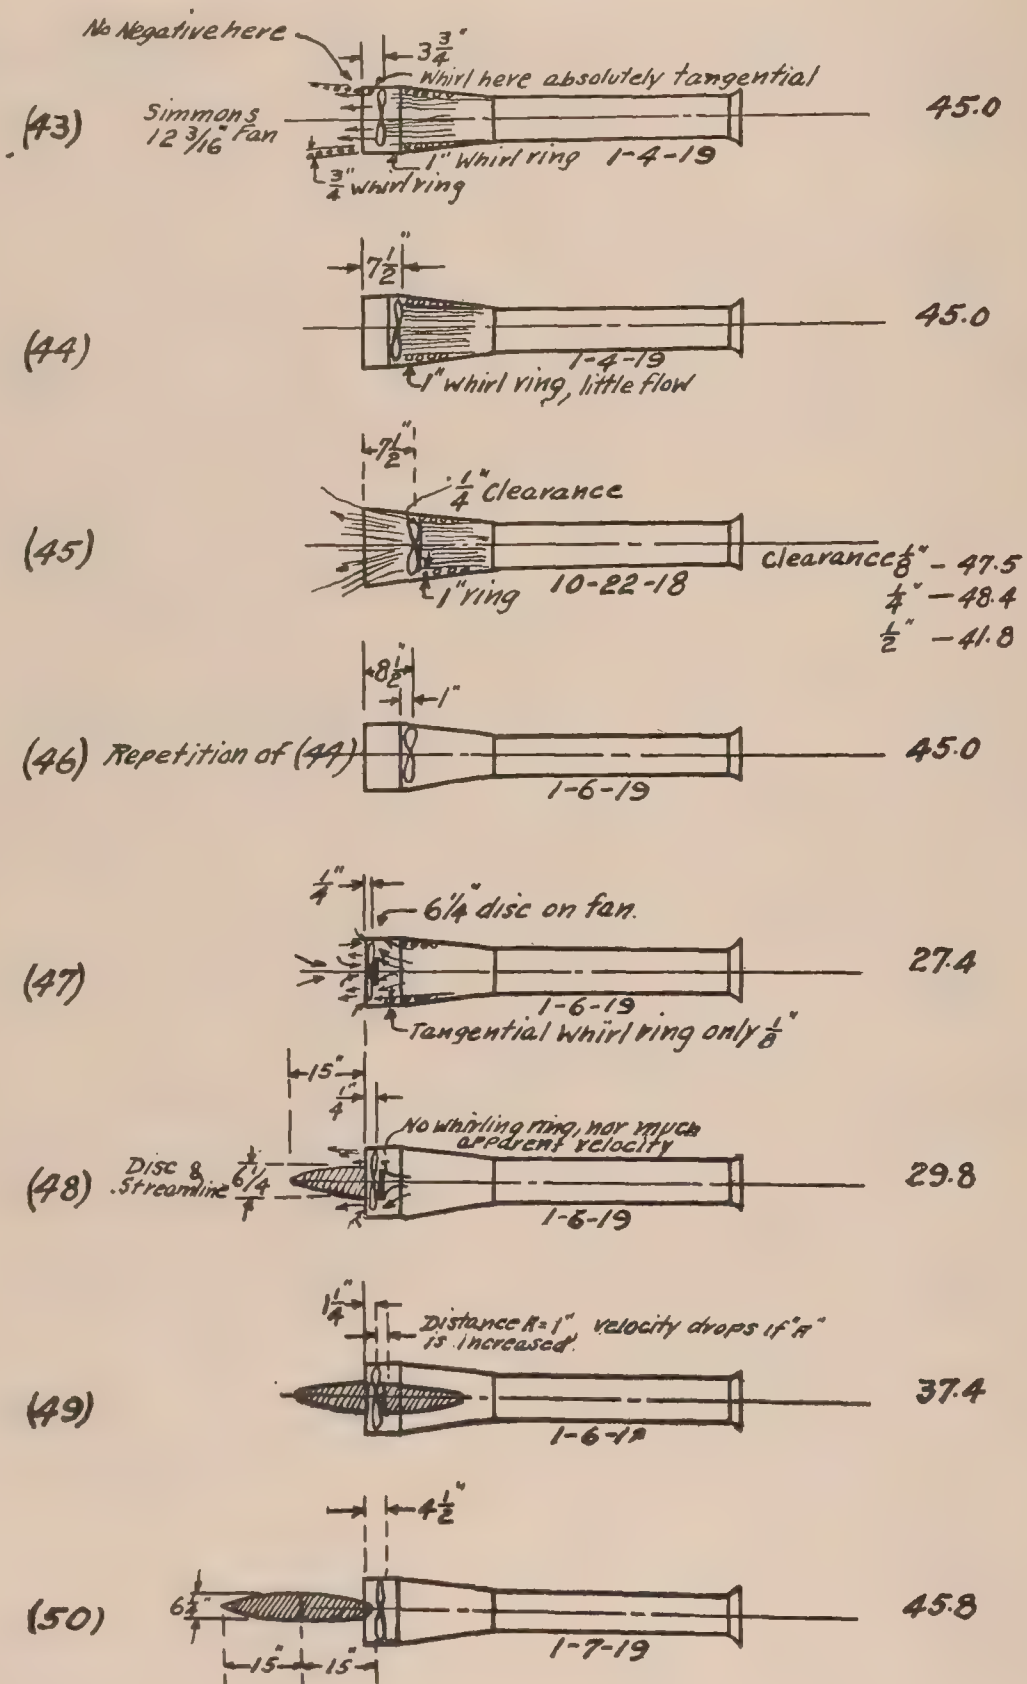 No Negative here
3 3/4"
Whirl here absolutely tangential
(43)
Simmons
12 3/16" Fan
45.0
1" Whirl ring
1-4-19
3/4" whirl ring
7 1/2"
(44)
45.0
1-4-19
1" whirl ring, little flow
7 1/2"
1/4" Clearance
(45)
1" ring
10-22-18
Clearance 1/8" - 47.5
1/4" - 48.4
1/2" - 41.8
8 1/2"
1"
(46) Repetition of (44)
45.0
1-6-19
1/4"
6 1/4" disc on fan.
(47)
27.4
1-6-19
Tangential whirl ring only 1/8"
15"
1/4"
No whirling ring, nor much
apparent velocity
(48)
Disc &
Streamline
6 1/4
29.8
1-6-19
1 1/4"
Distance A=1" velocity drops if "A"
is increased.
(49)
37.4
1-6-19
4 1/2"
(50)
45.8
1-7-19
15" 15"